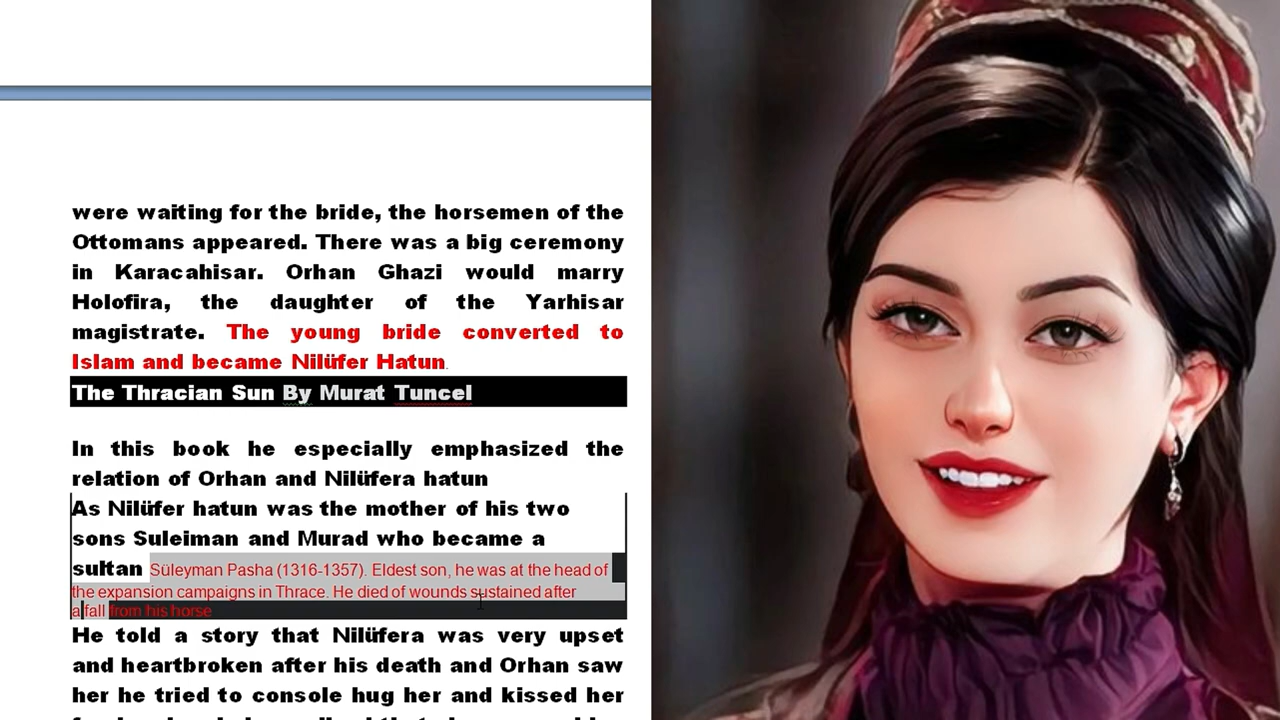 were waiting for the bride, the horsemen of the
Ottomans appeared. There was a big ceremony
in Karacahisar. Orhan Ghazi would marry
Holofira, the daughter of the Yarhisar
magistrate. The young bride converted to
Islam and became Nilüfer Hatun.
The Thracian Sun By Murat Tuncel
In this book he especially emphasized the
relation of Orhan and Nilüfera hatun
As Nilüfer hatun was the mother of his two
sons Suleiman and Murad who became a
sultan Süleyman Pasha (1316-1357). Eldest son, he was at the head of
the expansion campaigns in Thrace. He died of wounds sustained after
a fall from his horse
He told a story that Nilüfera was very upset
and heartbroken after his death and Orhan saw
her he tried to console hug her and kissed her